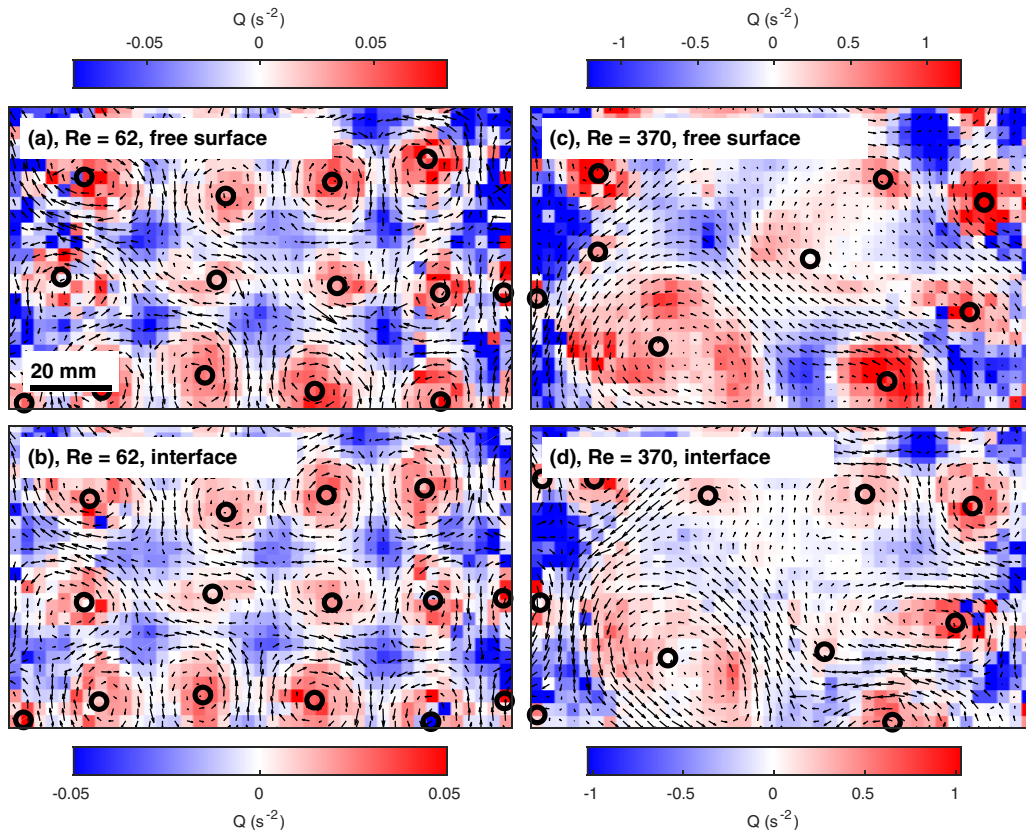 Q (s⁻²)
-0.05 0 0.05
Q (s⁻²)
-1 -0.5 0 0.5 1
(a), Re = 62, free surface
(c), Re = 370, free surface
20 mm
(b), Re = 62, interface
(d), Re = 370, interface
-0.05 0 0.05
Q (s⁻²)
-1 -0.5 0 0.5 1
Q (s⁻²)